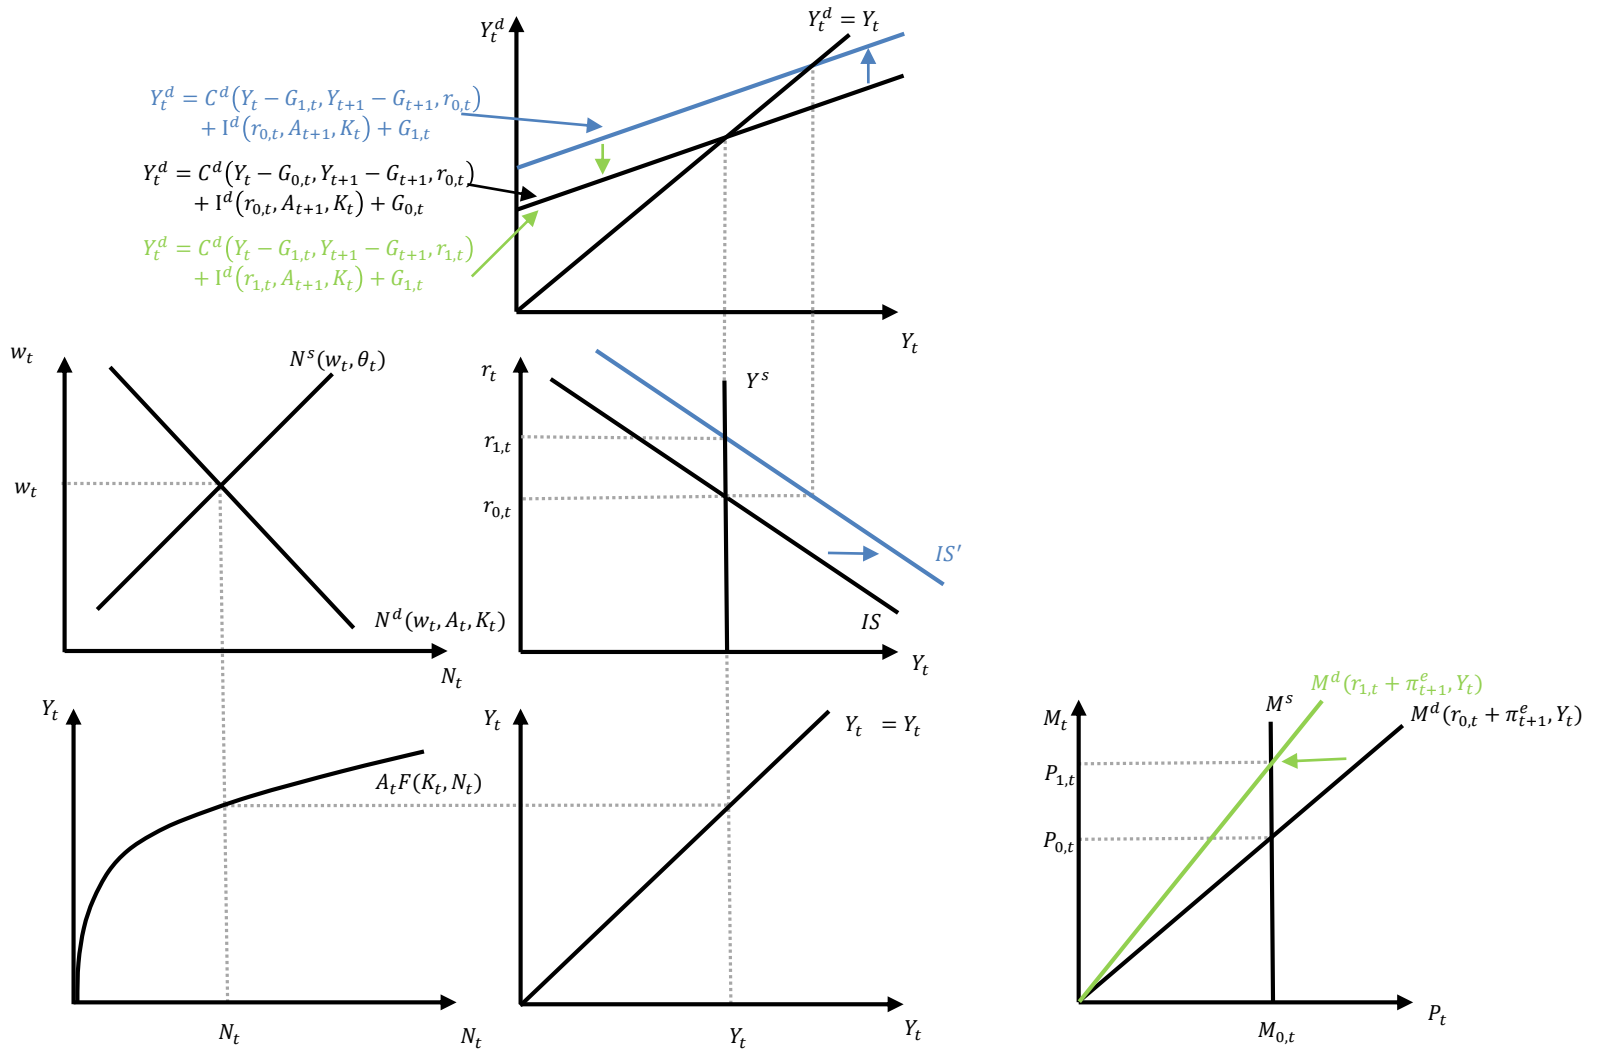 Y_t^d
Y_t^d = Y_t
Y_t^d = C^d(Y_t − G_{1,t}, Y_{t+1} − G_{t+1}, r_{0,t})
+ I^d(r_{0,t}, A_{t+1}, K_t) + G_{1,t}
Y_t^d = C^d(Y_t − G_{0,t}, Y_{t+1} − G_{t+1}, r_{0,t})
+ I^d(r_{0,t}, A_{t+1}, K_t) + G_{0,t}
Y_t^d = C^d(Y_t − G_{1,t}, Y_{t+1} − G_{t+1}, r_{1,t})
+ I^d(r_{1,t}, A_{t+1}, K_t) + G_{1,t}
Y_t
w_t
N^s(w_t, θ_t)
w_t
N^d(w_t, A_t, K_t)
N_t
r_t
Y^s
r_{1,t}
r_{0,t}
IS′
IS
Y_t
Y_t
A_tF(K_t, N_t)
N_t
N_t
Y_t
Y_t = Y_t
Y_t
Y_t
M^d(r_{1,t} + π_{t+1}^e, Y_t)
M_t
M^s
M^d(r_{0,t} + π_{t+1}^e, Y_t)
P_{1,t}
P_{0,t}
M_{0,t}
P_t